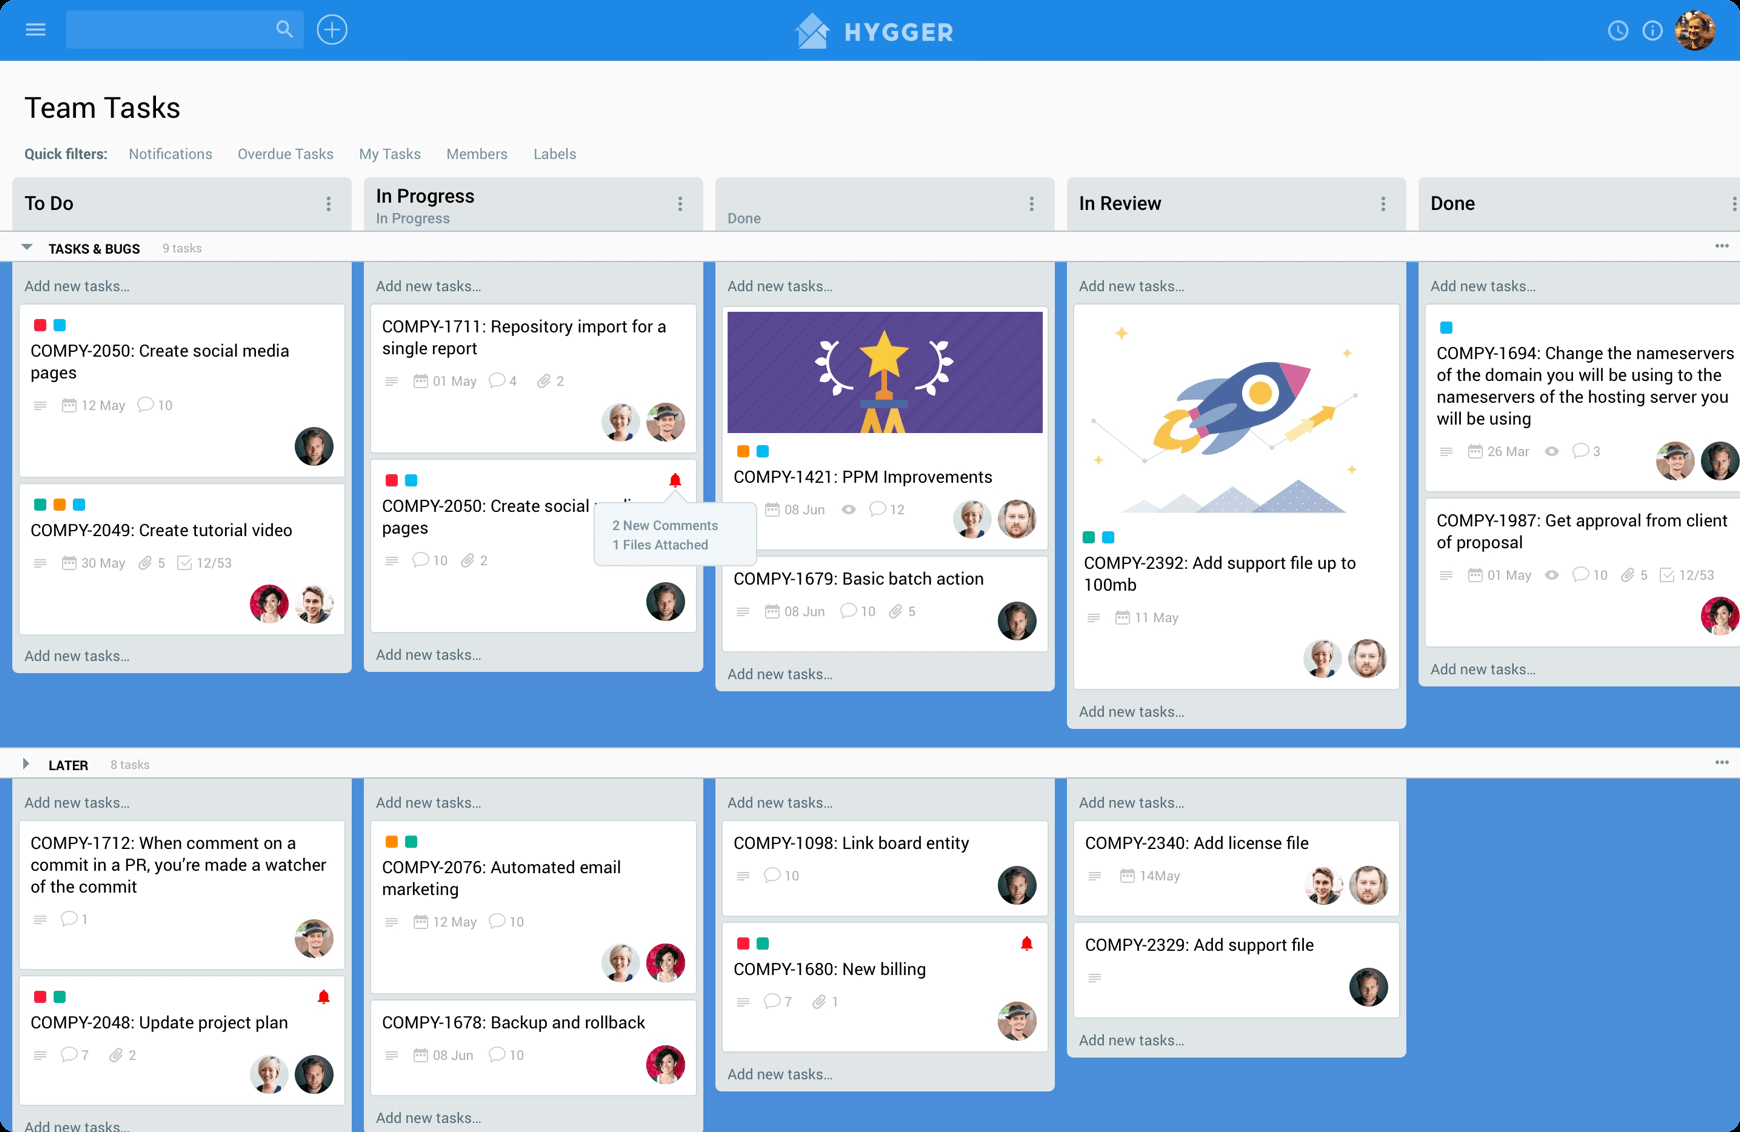 HYGGER
Team Tasks
Quick filters: Notifications Overdue Tasks My Tasks Members Labels
To Do
In Progress
In Progress
Done
In Review
Done
TASKS & BUGS 9 tasks
Add new tasks...
COMPY-2050: Create social media
pages
12 May 10
COMPY-2049: Create tutorial video
30 May 5 12/53
Add new tasks...
Add new tasks...
COMPY-1711: Repository import for a
single report
01 May 4 2
COMPY-2050: Create social
pages
10 2
2 New Comments
1 Files Attached
Add new tasks...
Add new tasks...
COMPY-1421: PPM Improvements
08 Jun 12
COMPY-1679: Basic batch action
08 Jun 10 5
Add new tasks...
Add new tasks...
COMPY-2392: Add support file up to
100mb
11 May
Add new tasks...
Add new tasks...
COMPY-1694: Change the nameservers
of the domain you will be using to the
nameservers of the hosting server you
will be using
26 Mar 3
COMPY-1987: Get approval from client
of proposal
01 May 10 5 12/53
Add new tasks...
LATER 8 tasks
Add new tasks...
COMPY-1712: When comment on a
commit in a PR, you’re made a watcher
of the commit
1
COMPY-2048: Update project plan
7 2
Add new tasks...
Add new tasks...
COMPY-2076: Automated email
marketing
12 May 10
COMPY-1678: Backup and rollback
08 Jun 10
Add new tasks...
Add new tasks...
COMPY-1098: Link board entity
10
COMPY-1680: New billing
7 1
Add new tasks...
Add new tasks...
COMPY-2340: Add license file
14May
COMPY-2329: Add support file
Add new tasks...